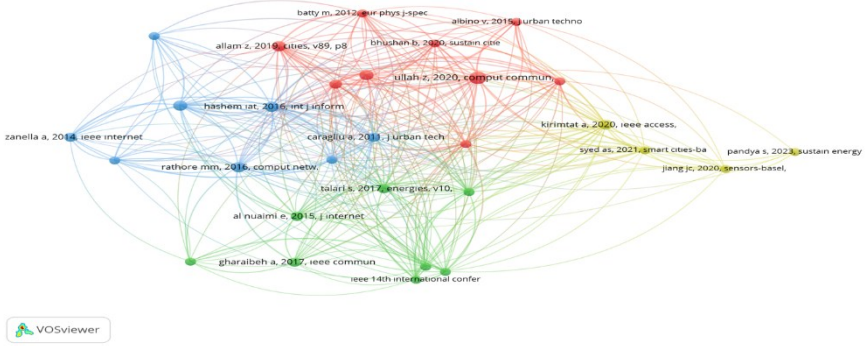 batty m, 2012, eur phys j-spec
albino v, 2015, j urban techno
allam z, 2019, cities, v89, p8
bhushan b, 2020, sustain citie
ullah z, 2020, comput commun,
hashem iat, 2016, int j inform
kirimtat a, 2020, ieee access,
zanella a, 2014, ieee internet
caragliu a, 2011, j urban tech
syed as, 2021, smart cities-ba
pandya s, 2023, sustain energy
rathore mm, 2016, comput netw,
jiang jc, 2020, sensors-basel,
talari s, 2017, energies, v10,
al nuaimi e, 2015, j internet
gharaibeh a, 2017, ieee commun
ieee 14th international confer
VOSviewer